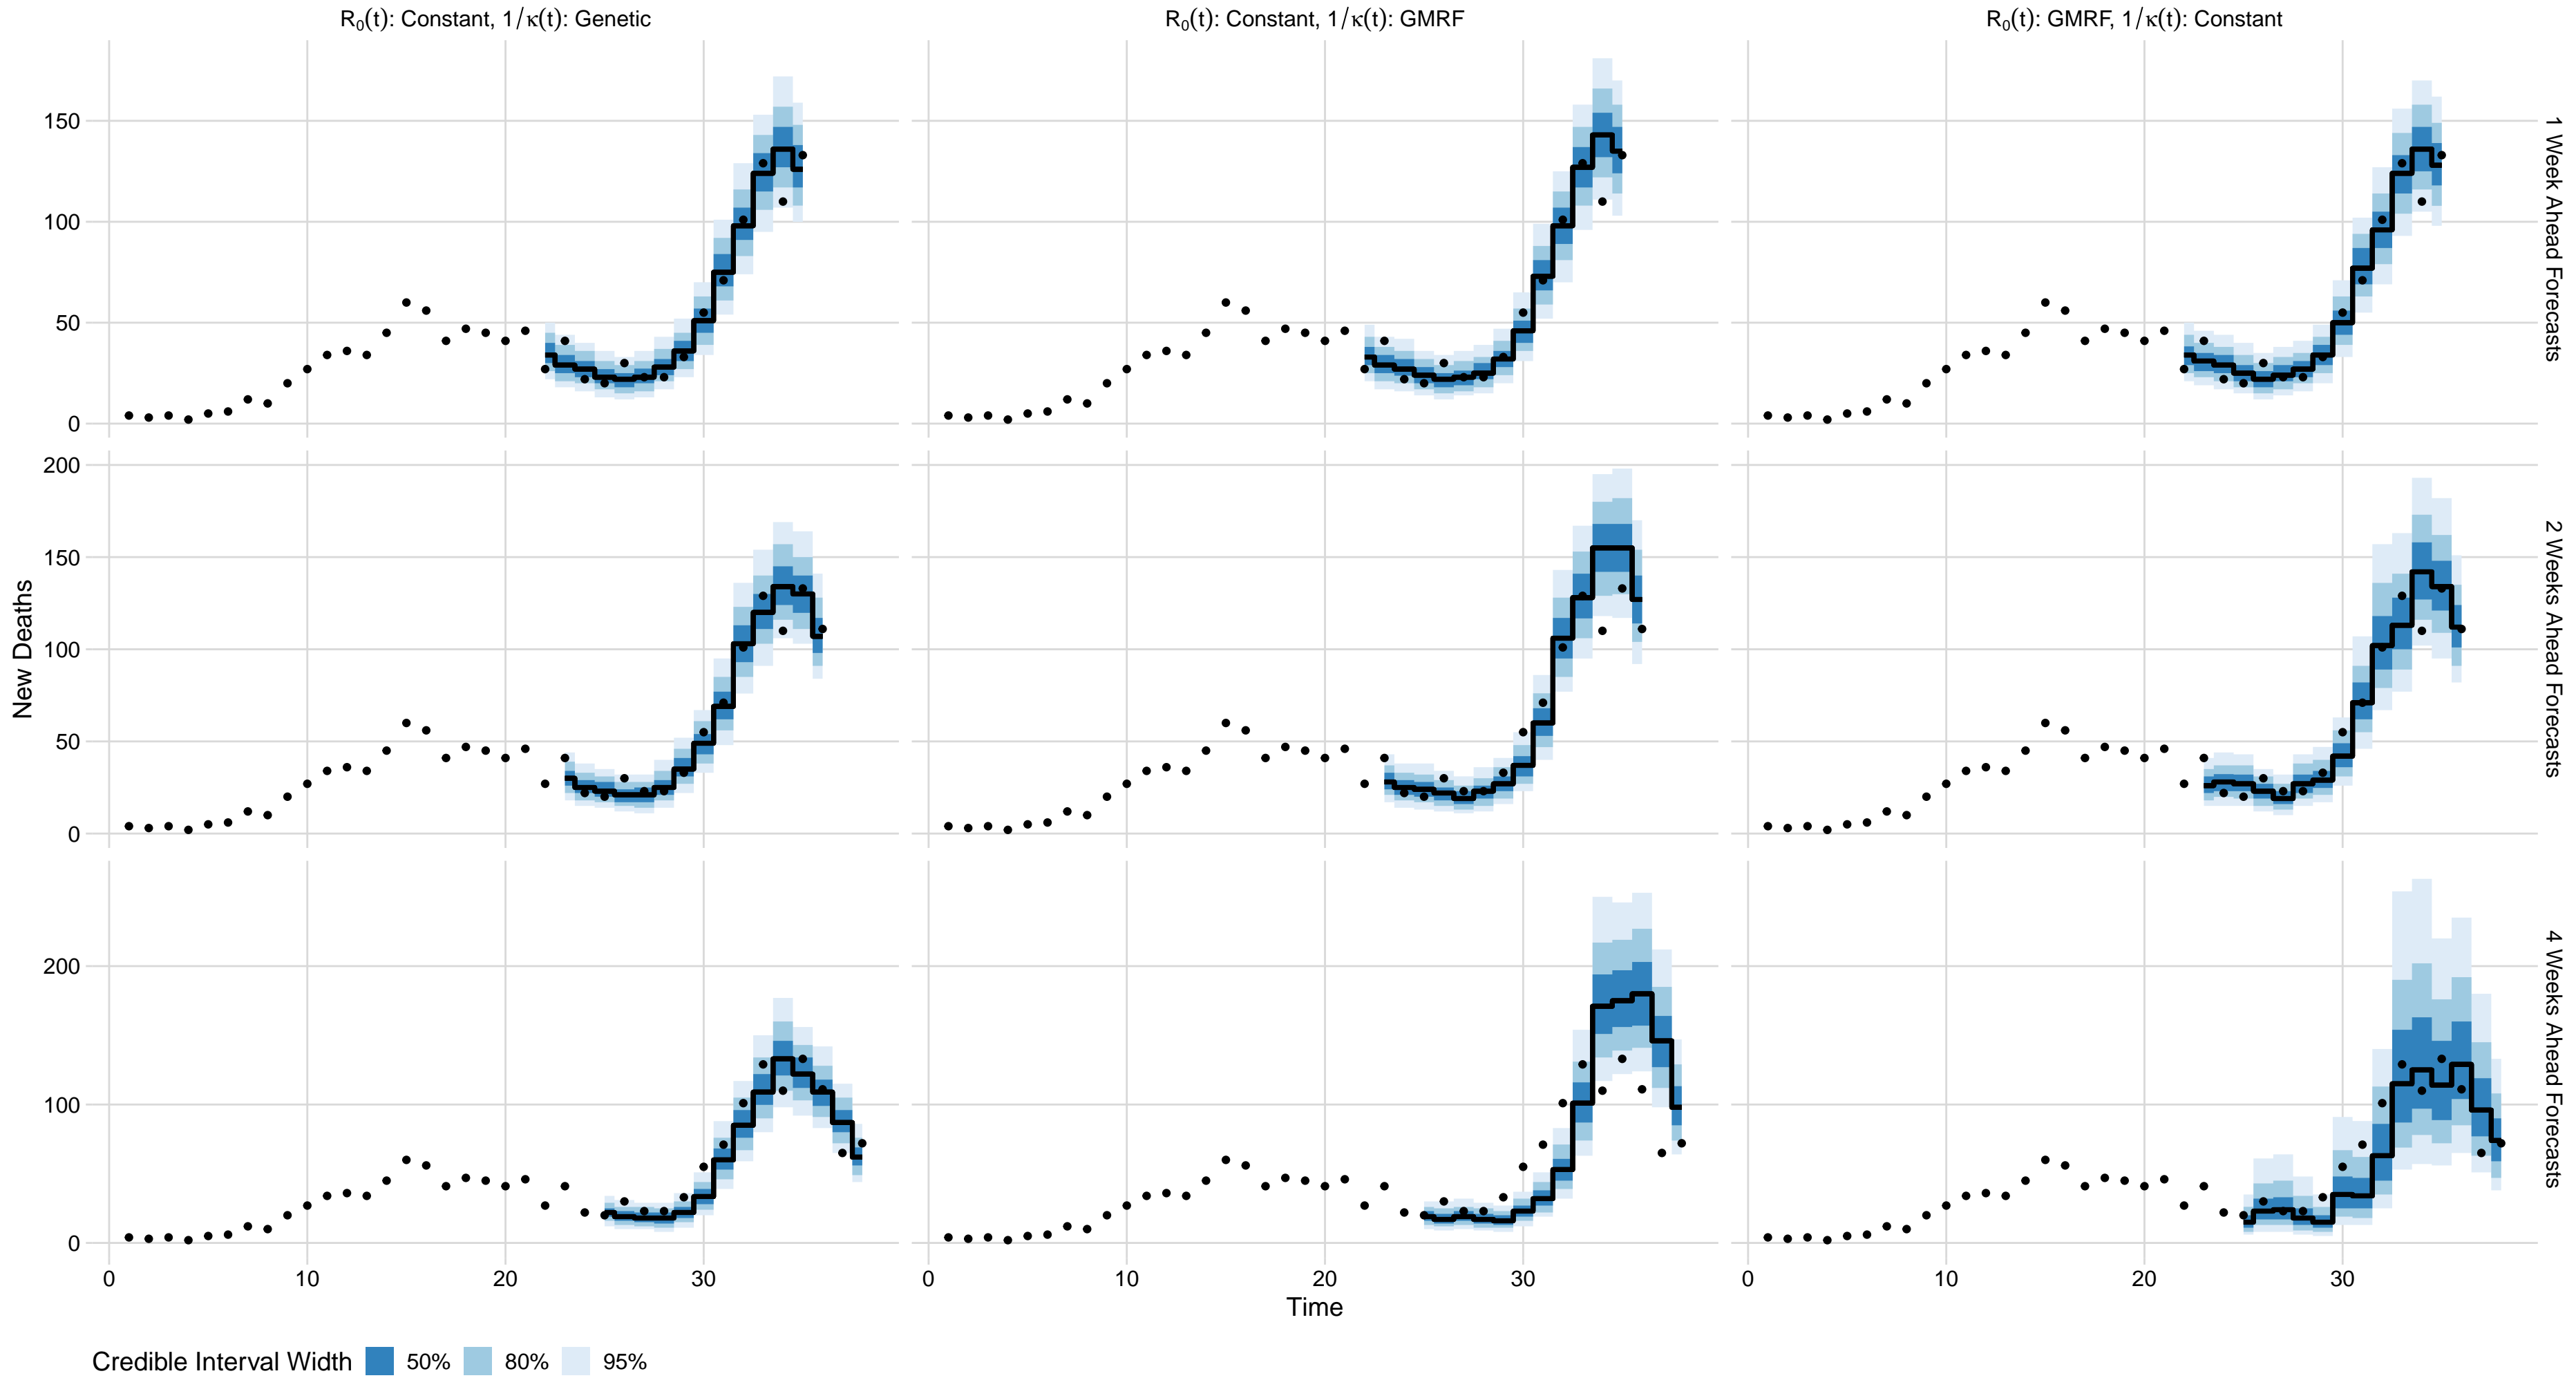 R₀(t): Constant, 1/κ(t): Genetic
R₀(t): Constant, 1/κ(t): GMRF
R₀(t): GMRF, 1/κ(t): Constant
150
100
50
0
1 Week Ahead Forecasts
New Deaths
200
150
100
50
0
2 Weeks Ahead Forecasts
200
100
0
4 Weeks Ahead Forecasts
0 10 20 30
0 10 20 30
0 10 20 30
Time
Credible Interval Width 50% 80% 95%